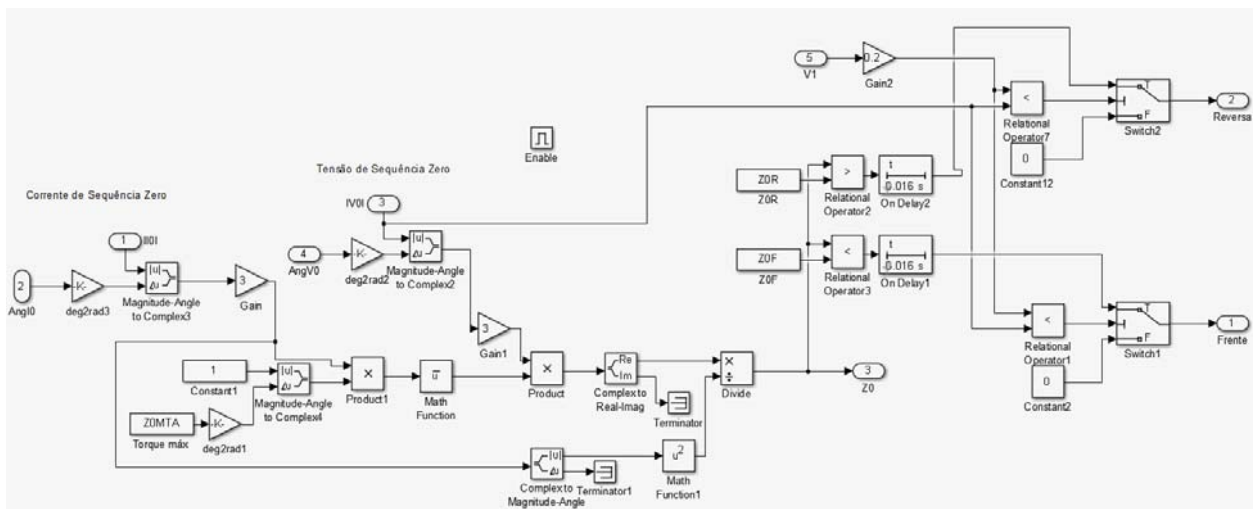 5
V1
0.2
Gain2
<
Relational
Operator7
T
F
Switch2
2
Reversa
0
Constant12
Enable
Tensão de Sequência Zero
Corrente de Sequência Zero
3
|V0|
4
AngV0
-K-
deg2rad2
|u|
Magnitude-Angle
to Complex2
1
|I0|
2
AngI0
-K-
deg2rad3
|u|
Magnitude-Angle
to Complex3
3
Gain
Z0R
Z0R
>
Relational
Operator2
t
0.016 s
On Delay2
Z0F
Z0F
<
Relational
Operator3
t
0.016 s
On Delay1
<
Relational
Operator1
T
F
Switch1
1
Frente
0
Constant2
3
Gain1
1
Constant1
|u|
Magnitude-Angle
to Complex4
Z0MTA
Torque máx
-K-
deg2rad1
×
Product1
u
Math
Function
×
Product
Re
Im
Complex to
Real-Imag
Terminator
×
÷
Divide
3
Z0
|u|
Complex to
Magnitude-Angle
Terminator1
u²
Math
Function1